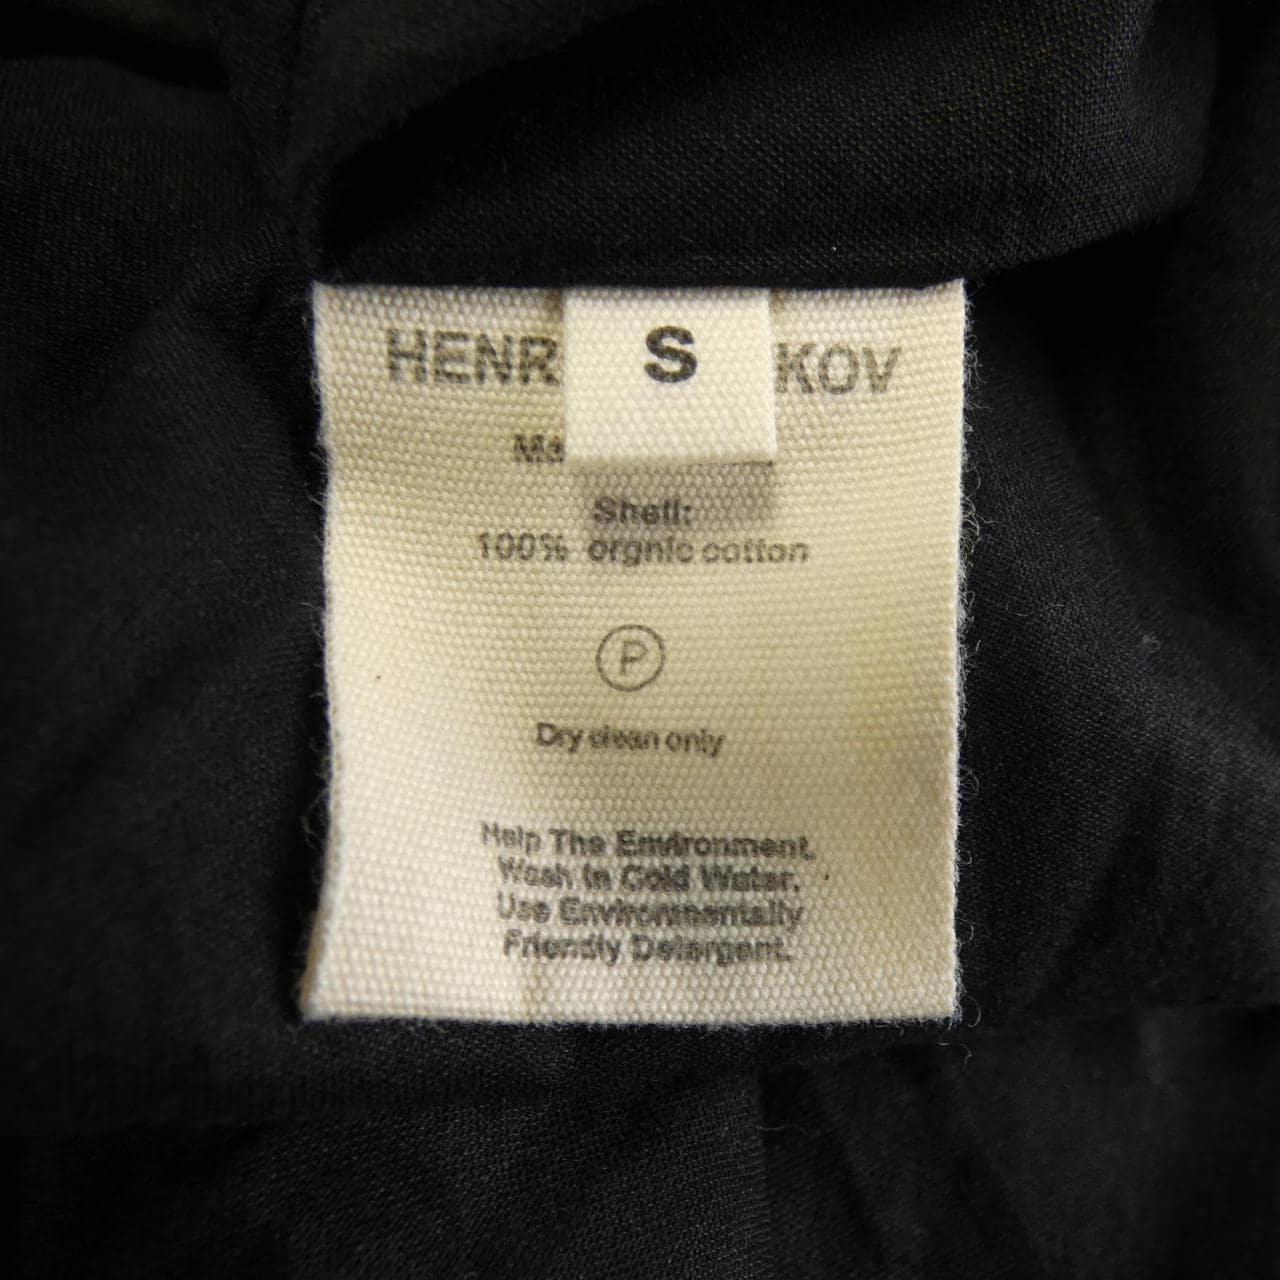 HENR S KOV
Ma
Shell:
100% orgnic cotton
P
Dry clean only
Help The Environment.
Wash In Cold Water.
Use Environmentally
Friendly Detergent.